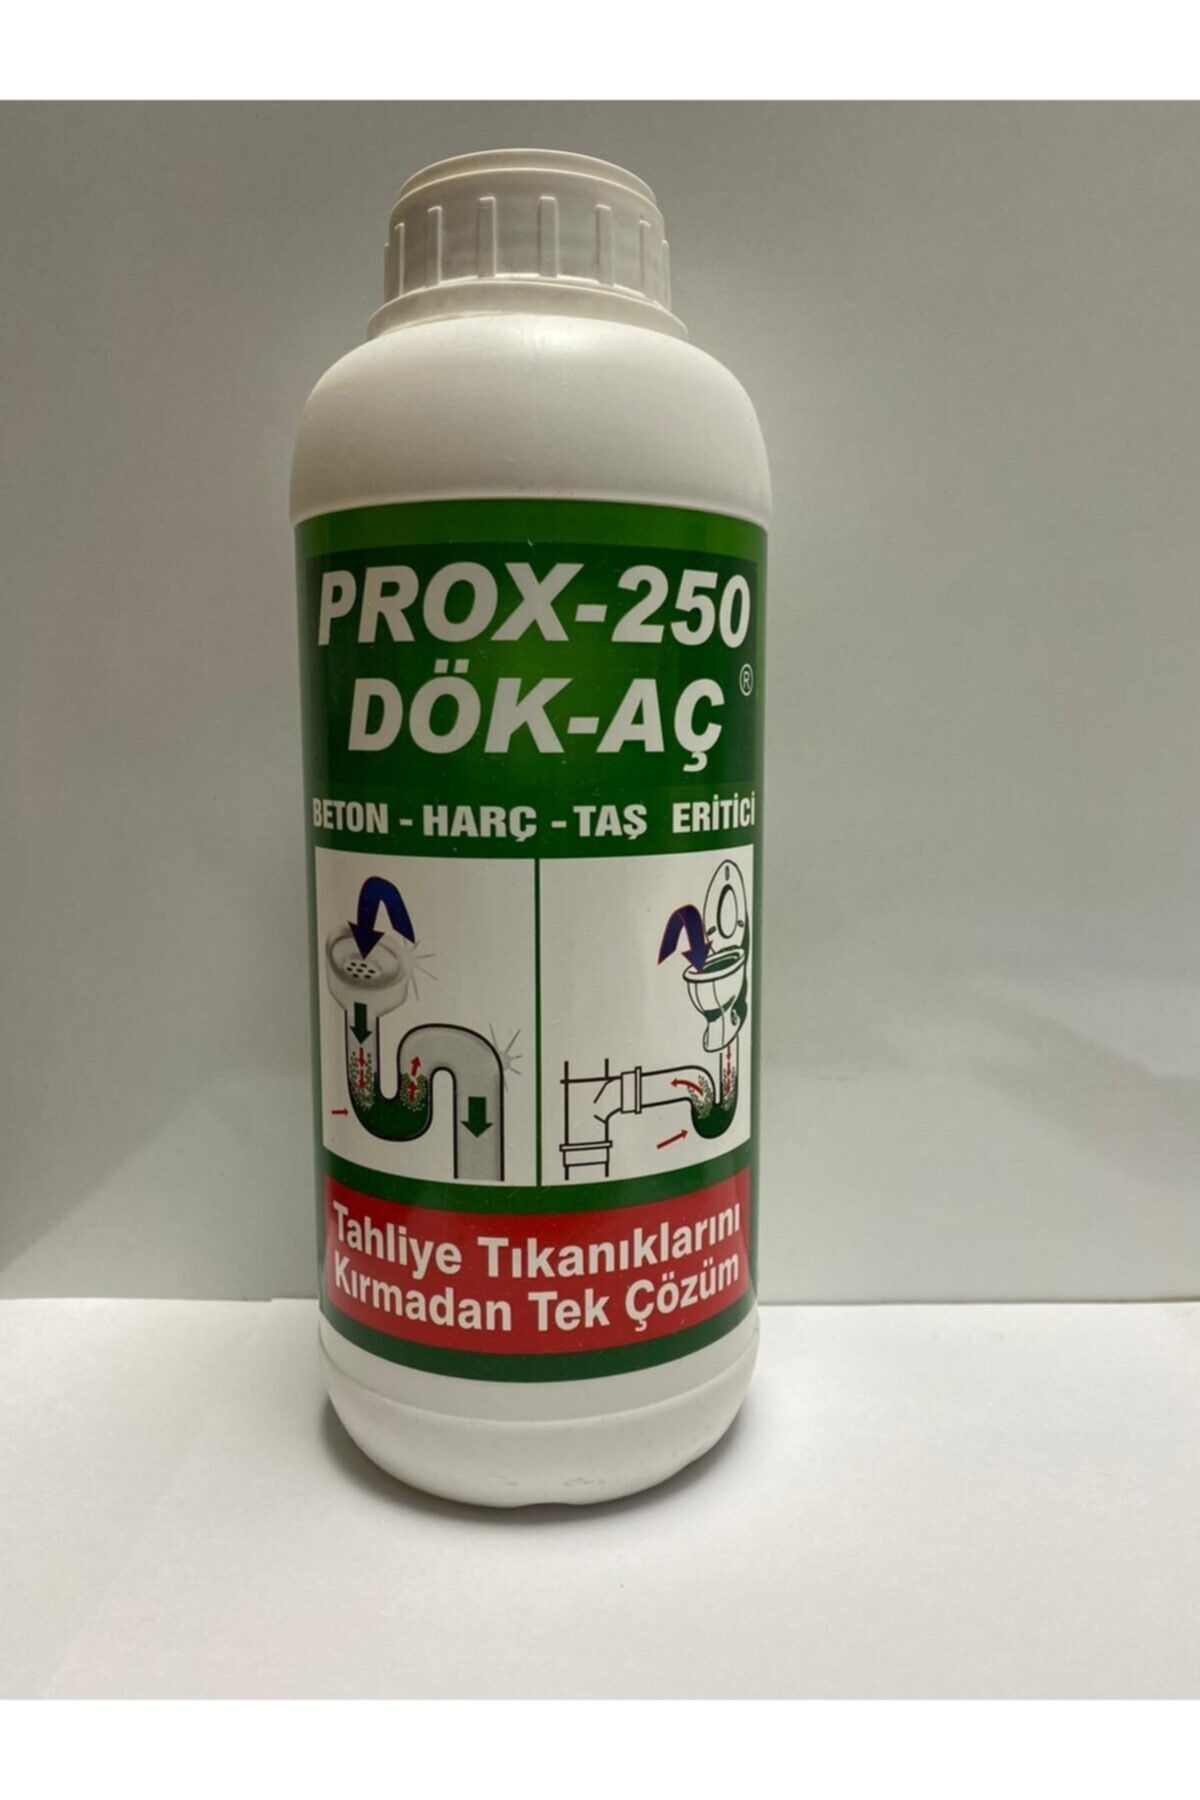 PROX-250
DÖK-AÇ ®
BETON - HARÇ - TAŞ ERİTİCİ
Tahliye Tıkanıklarını
Kırmadan Tek Çözüm